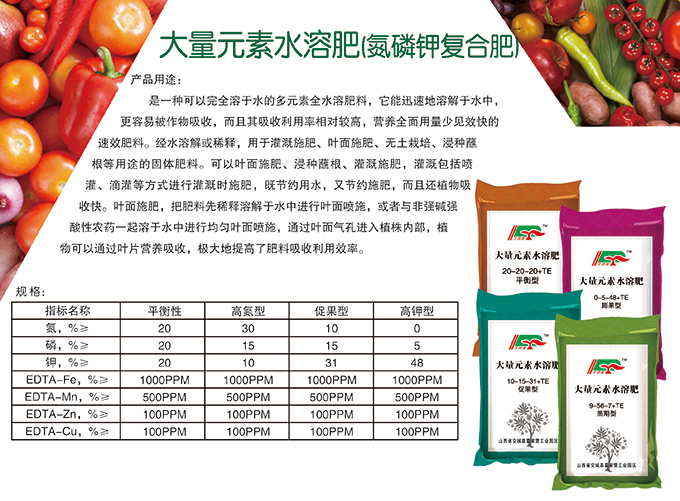 大量元素水溶肥(氮磷钾复合肥)
产品用途：
是一种可以完全溶于水的多元素全水溶肥料，它能迅速地溶解于水中，
更容易被作物吸收，而且其吸收利用率相对较高，营养全面用量少见效快的
速效肥料。经水溶解或稀释，用于灌溉施肥、叶面施肥、无土栽培、浸种蘸
根等用途的固体肥料。可以叶面施肥、浸种蘸根、灌溉施肥，灌溉包括喷
灌、滴灌等方式进行灌溉时施肥，既节约用水，又节约施肥，而且还植物吸
收快。叶面施肥，把肥料先稀释溶解于水中进行叶面喷施，或者与非强碱强
酸性农药一起溶于水中进行均匀叶面喷施，通过叶面气孔进入植株内部，植
物可以通过叶片营养吸收，极大地提高了肥料吸收利用效率。
规格：
指标名称 平衡性 高氮型 促果型 高钾型
氮，%≥ 20 30 10 0
磷，%≥ 20 15 15 5
钾，%≥ 20 10 31 48
EDTA-Fe，%≥ 1000PPM 1000PPM 1000PPM 1000PPM
EDTA-Mn，%≥ 500PPM 500PPM 500PPM 500PPM
EDTA-Zn，%≥ 100PPM 100PPM 100PPM 100PPM
EDTA-Cu，%≥ 100PPM 100PPM 100PPM 100PPM
TM
大量元素水溶肥
20-20-20+TE
平衡型
TM
大量元素水溶肥
0-5-48+TE
膨果型
TM
大量元素水溶肥
10-15-31+TE
促果型
山西省交城县夏家营工业园区
TM
大量元素水溶肥
9-56-7+TE
苗期型
山西省交城县夏家营工业园区